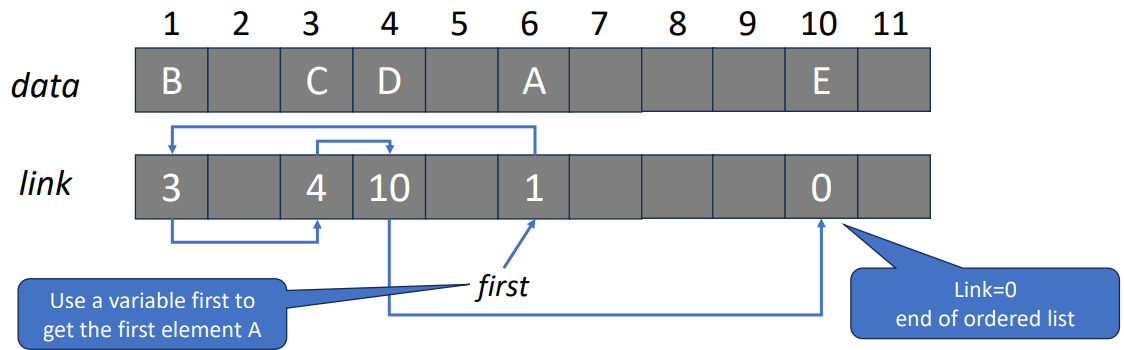 1 2 3 4 5 6 7 8 9 10 11
data B C D A E
link 3 4 10 1 0
first
Use a variable first to
get the first element A
Link=0
end of ordered list